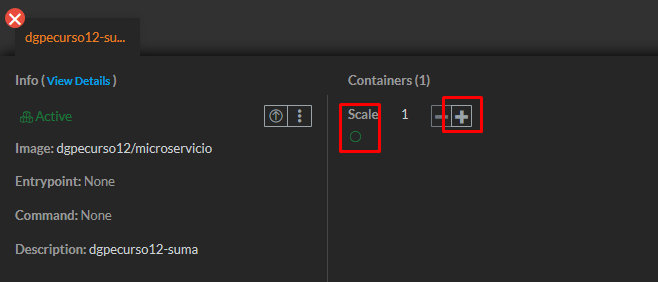 dgpecurso12-su...
Info ( View Details )
Active
Image: dgpecurso12/microservicio
Entrypoint: None
Command: None
Description: dgpecurso12-suma
Containers (1)
Scale 1